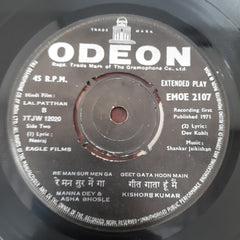 TRADE MARK
ODEON
Regd. Trade Mark of The Gramophone Co. Ltd.
45 R.P.M.
EXTENDED PLAY
EMOE 2107
Hindi Film:
LAL PATTHAR
B
7TJW 12020
Side Two
(2) Lyric:
Neeraj
EAGLE FILMS
Recording first
Published 1971
(1) Lyric:
Dev Kohli
Music:
Shankar Jaikishan
RE MAN SUR MEN GA
रे मन सुर में गा
MANNA DEY &
ASHA BHOSLE
GEET GATA HOON MAIN
गीत गाता हूँ मैं
KISHORE KUMAR